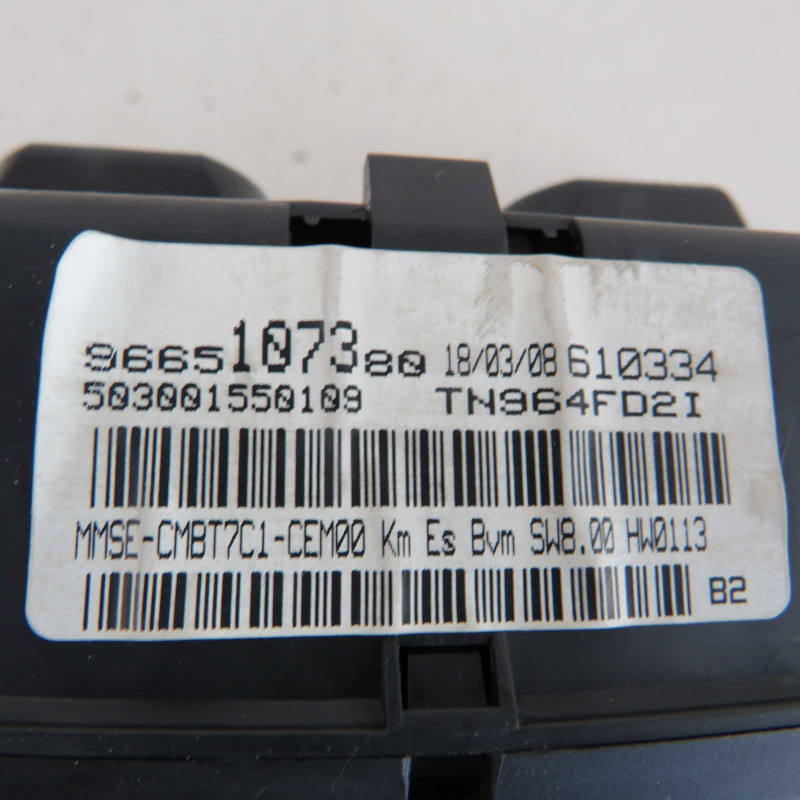 9665107380 18/03/08 610334
503001550109 TN964FD2I
MMSE-CMBT7C1-CEM00 Km Es Bvm SW8.00 HW0113
B2